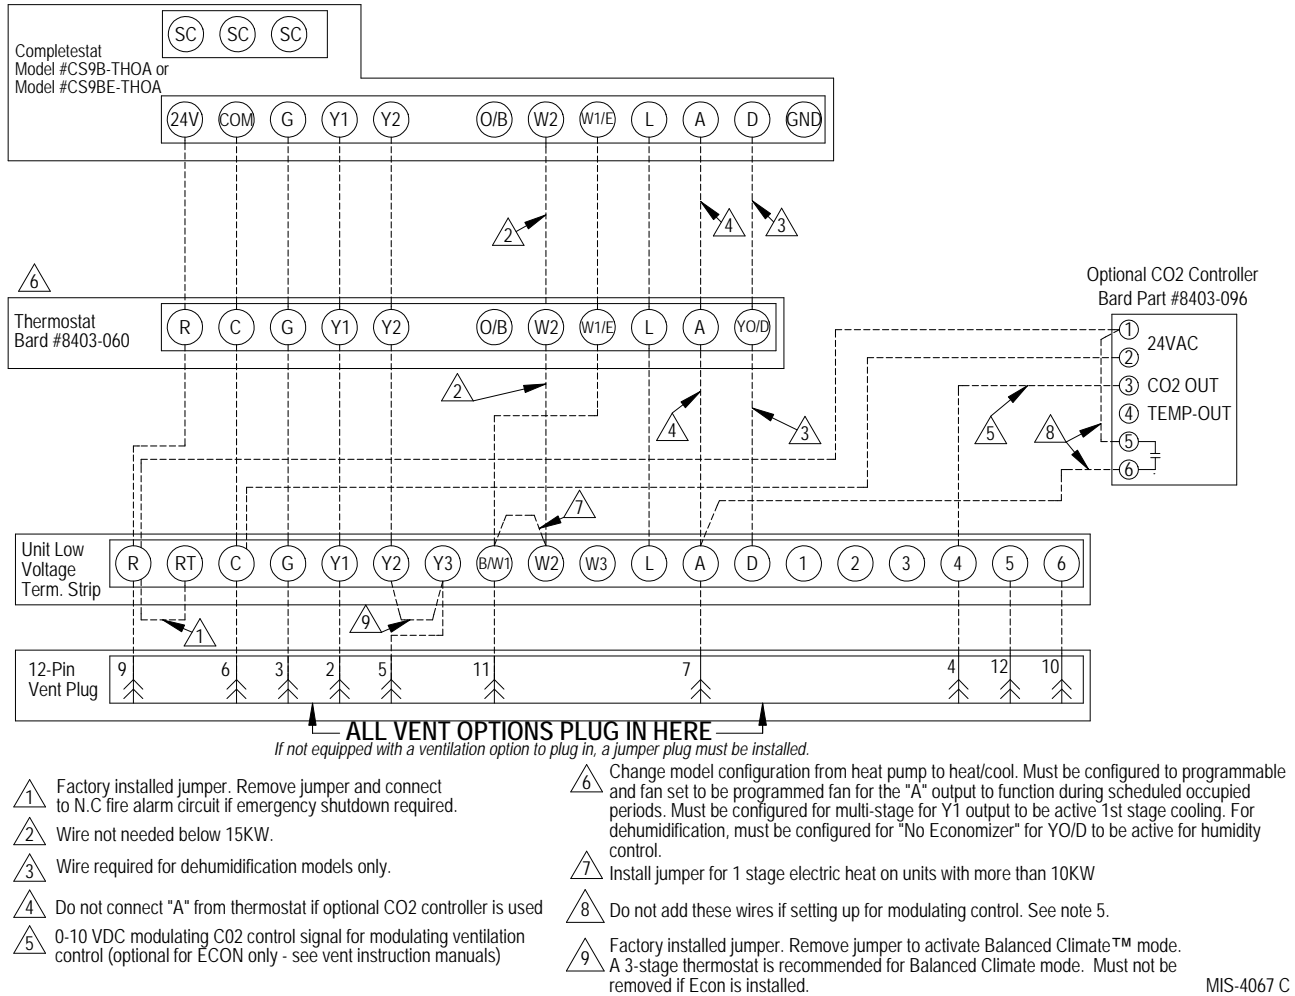 SC SC SC
Completestat
Model #CS9B-THOA or
Model #CS9BE-THOA
24V COM G Y1 Y2 O/B W2 W1/E L A D GND
2 4 3
6
Thermostat
Bard #8403-060
R C G Y1 Y2 O/B W2 W1/E L A YO/D
Optional CO2 Controller
Bard Part #8403-096
1
24VAC
2
3 CO2 OUT
4 TEMP-OUT
5
6
2 4 3 5 8
7
Unit Low
Voltage
Term. Strip
R RT C G Y1 Y2 Y3 B/W1 W2 W3 L A D 1 2 3 4 5 6
1 9
12-Pin
Vent Plug
9 6 3 2 5 11 7 4 12 10
ALL VENT OPTIONS PLUG IN HERE
If not equipped with a ventilation option to plug in, a jumper plug must be installed.
1 Factory installed jumper. Remove jumper and connect
to N.C fire alarm circuit if emergency shutdown required.
2 Wire not needed below 15KW.
3 Wire required for dehumidification models only.
4 Do not connect "A" from thermostat if optional CO2 controller is used
5 0-10 VDC modulating C02 control signal for modulating ventilation
control (optional for ECON only - see vent instruction manuals)
6 Change model configuration from heat pump to heat/cool. Must be configured to programmable
and fan set to be programmed fan for the "A" output to function during scheduled occupied
periods. Must be configured for multi-stage for Y1 output to be active 1st stage cooling. For
dehumidification, must be configured for "No Economizer" for YO/D to be active for humidity
control.
7 Install jumper for 1 stage electric heat on units with more than 10KW
8 Do not add these wires if setting up for modulating control. See note 5.
9 Factory installed jumper. Remove jumper to activate Balanced Climate™ mode.
A 3-stage thermostat is recommended for Balanced Climate mode. Must not be
removed if Econ is installed.
MIS-4067 C